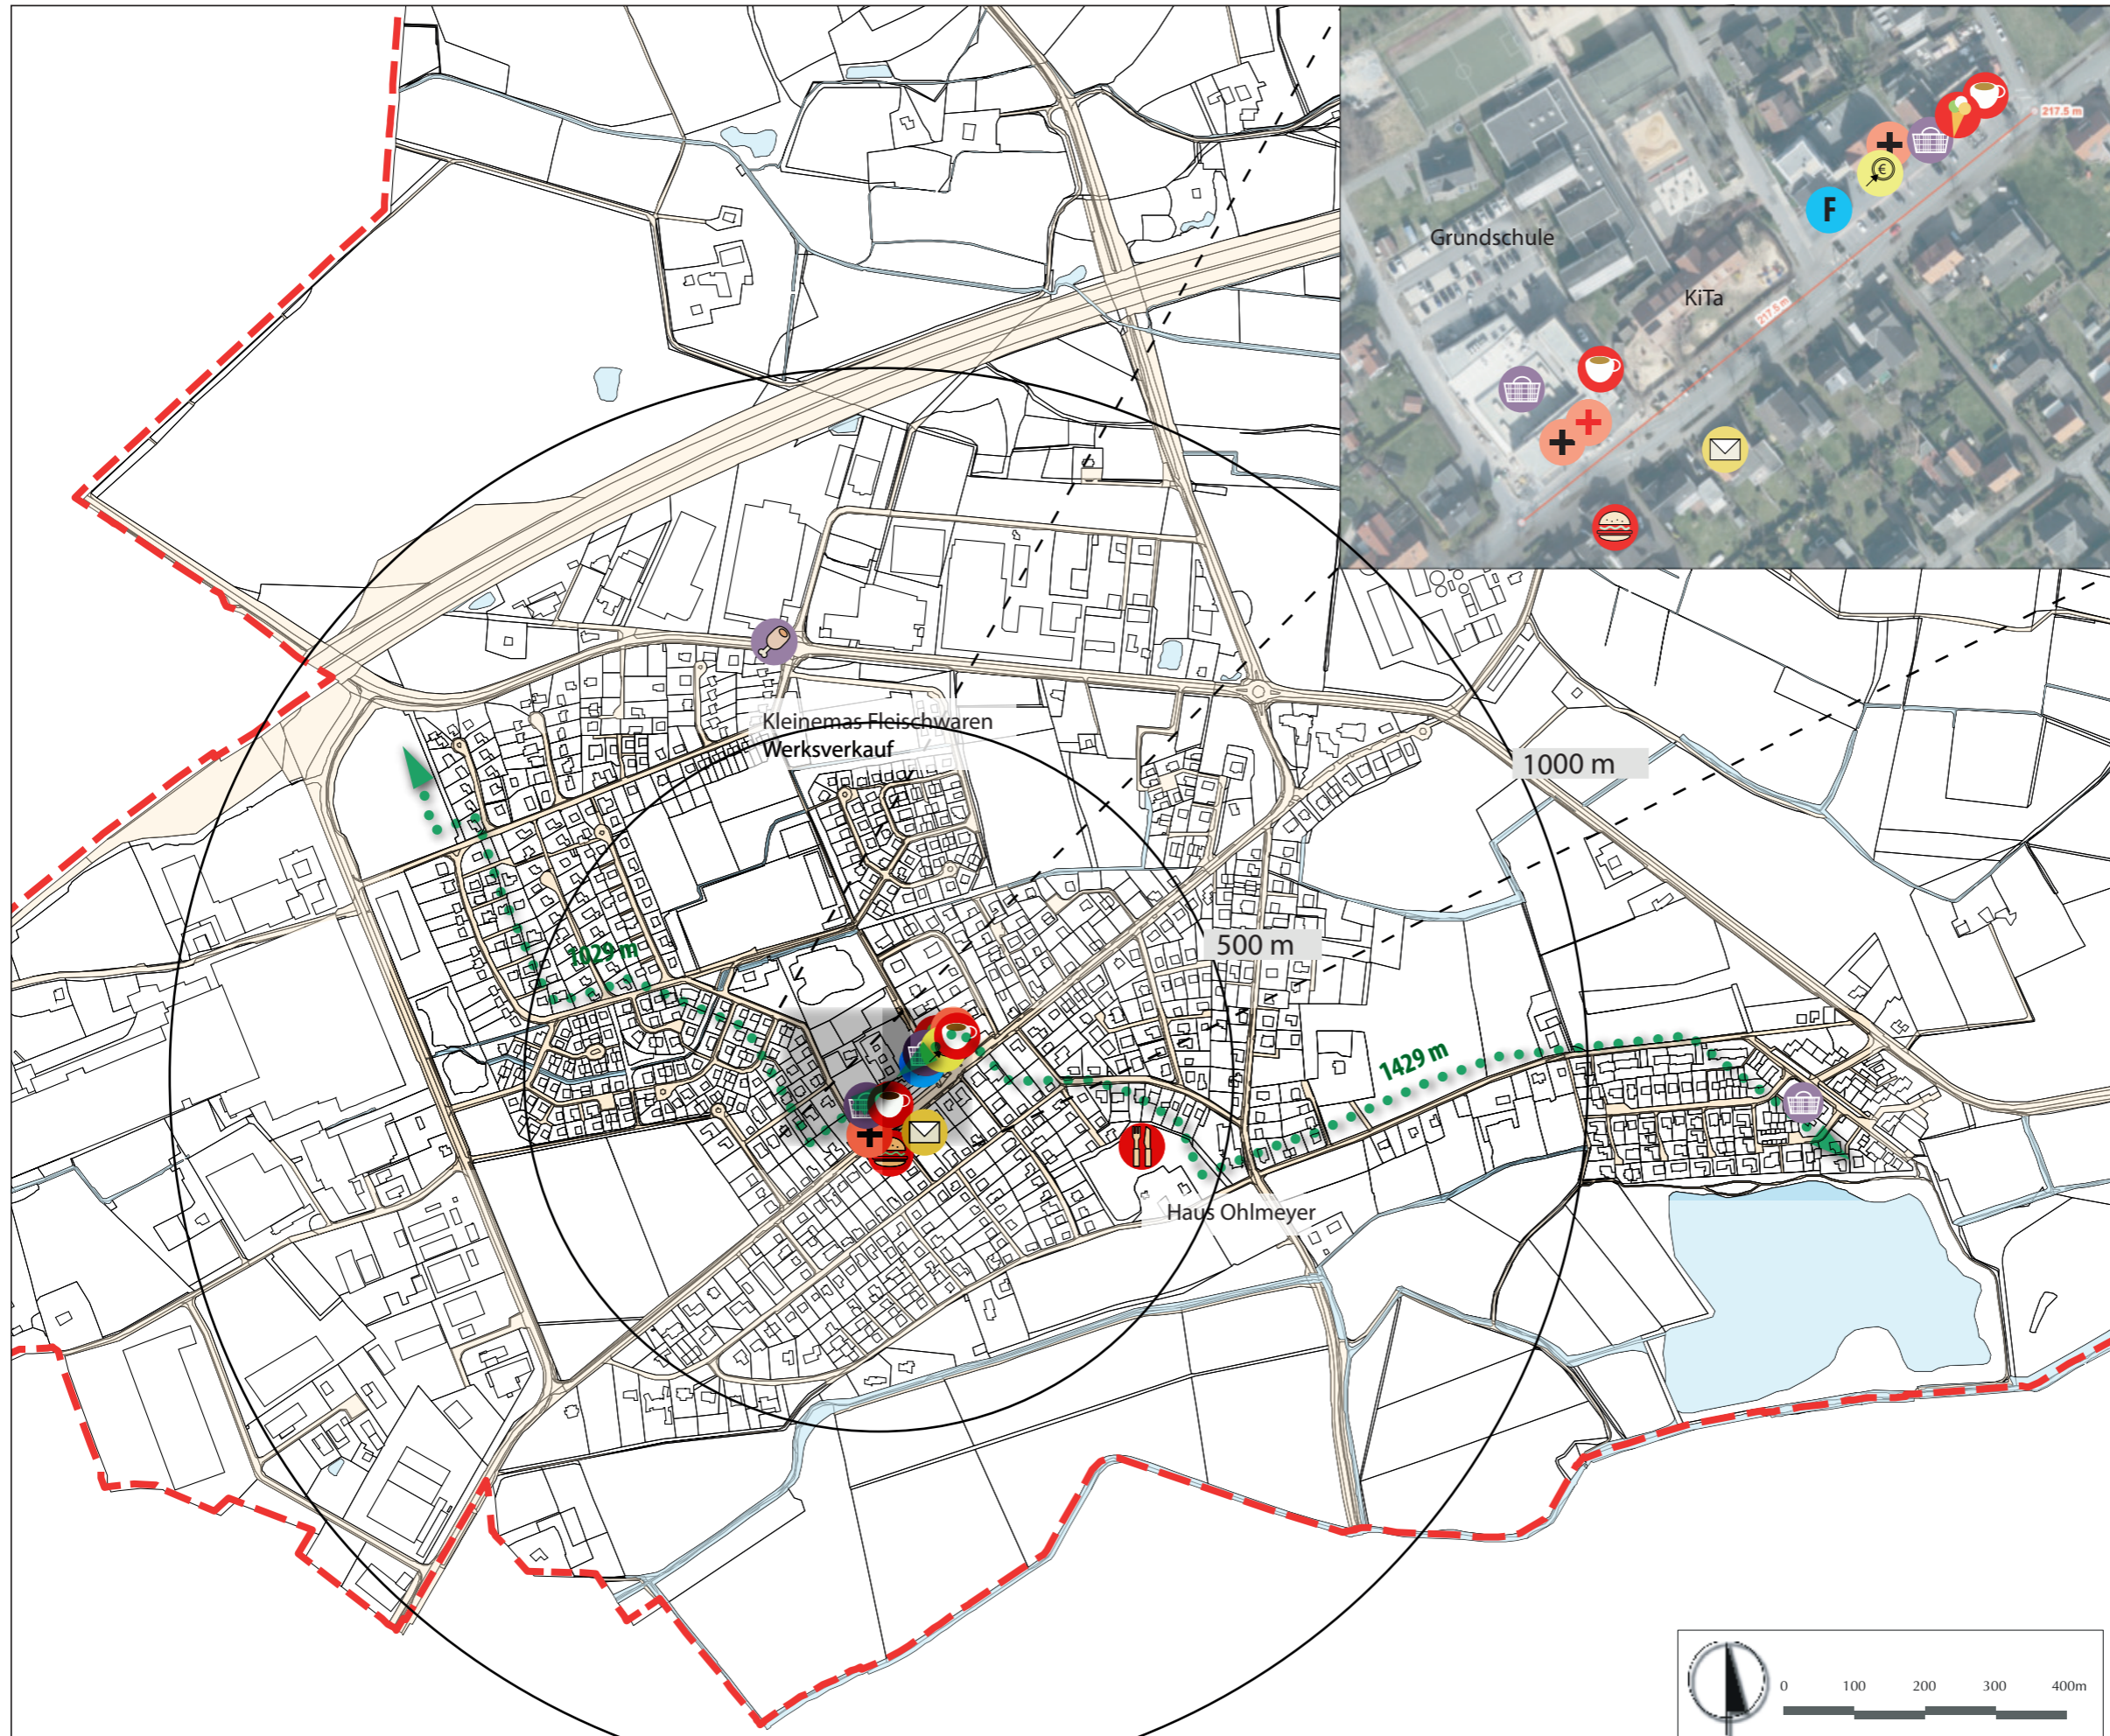 217.5 m
F
Grundschule
KiTa
217.5 m
Kleinemas Fleischwaren
Werksverkauf
1000 m
500 m
1029 m
1429 m
Haus Ohlmeyer
0 100 200 300 400m